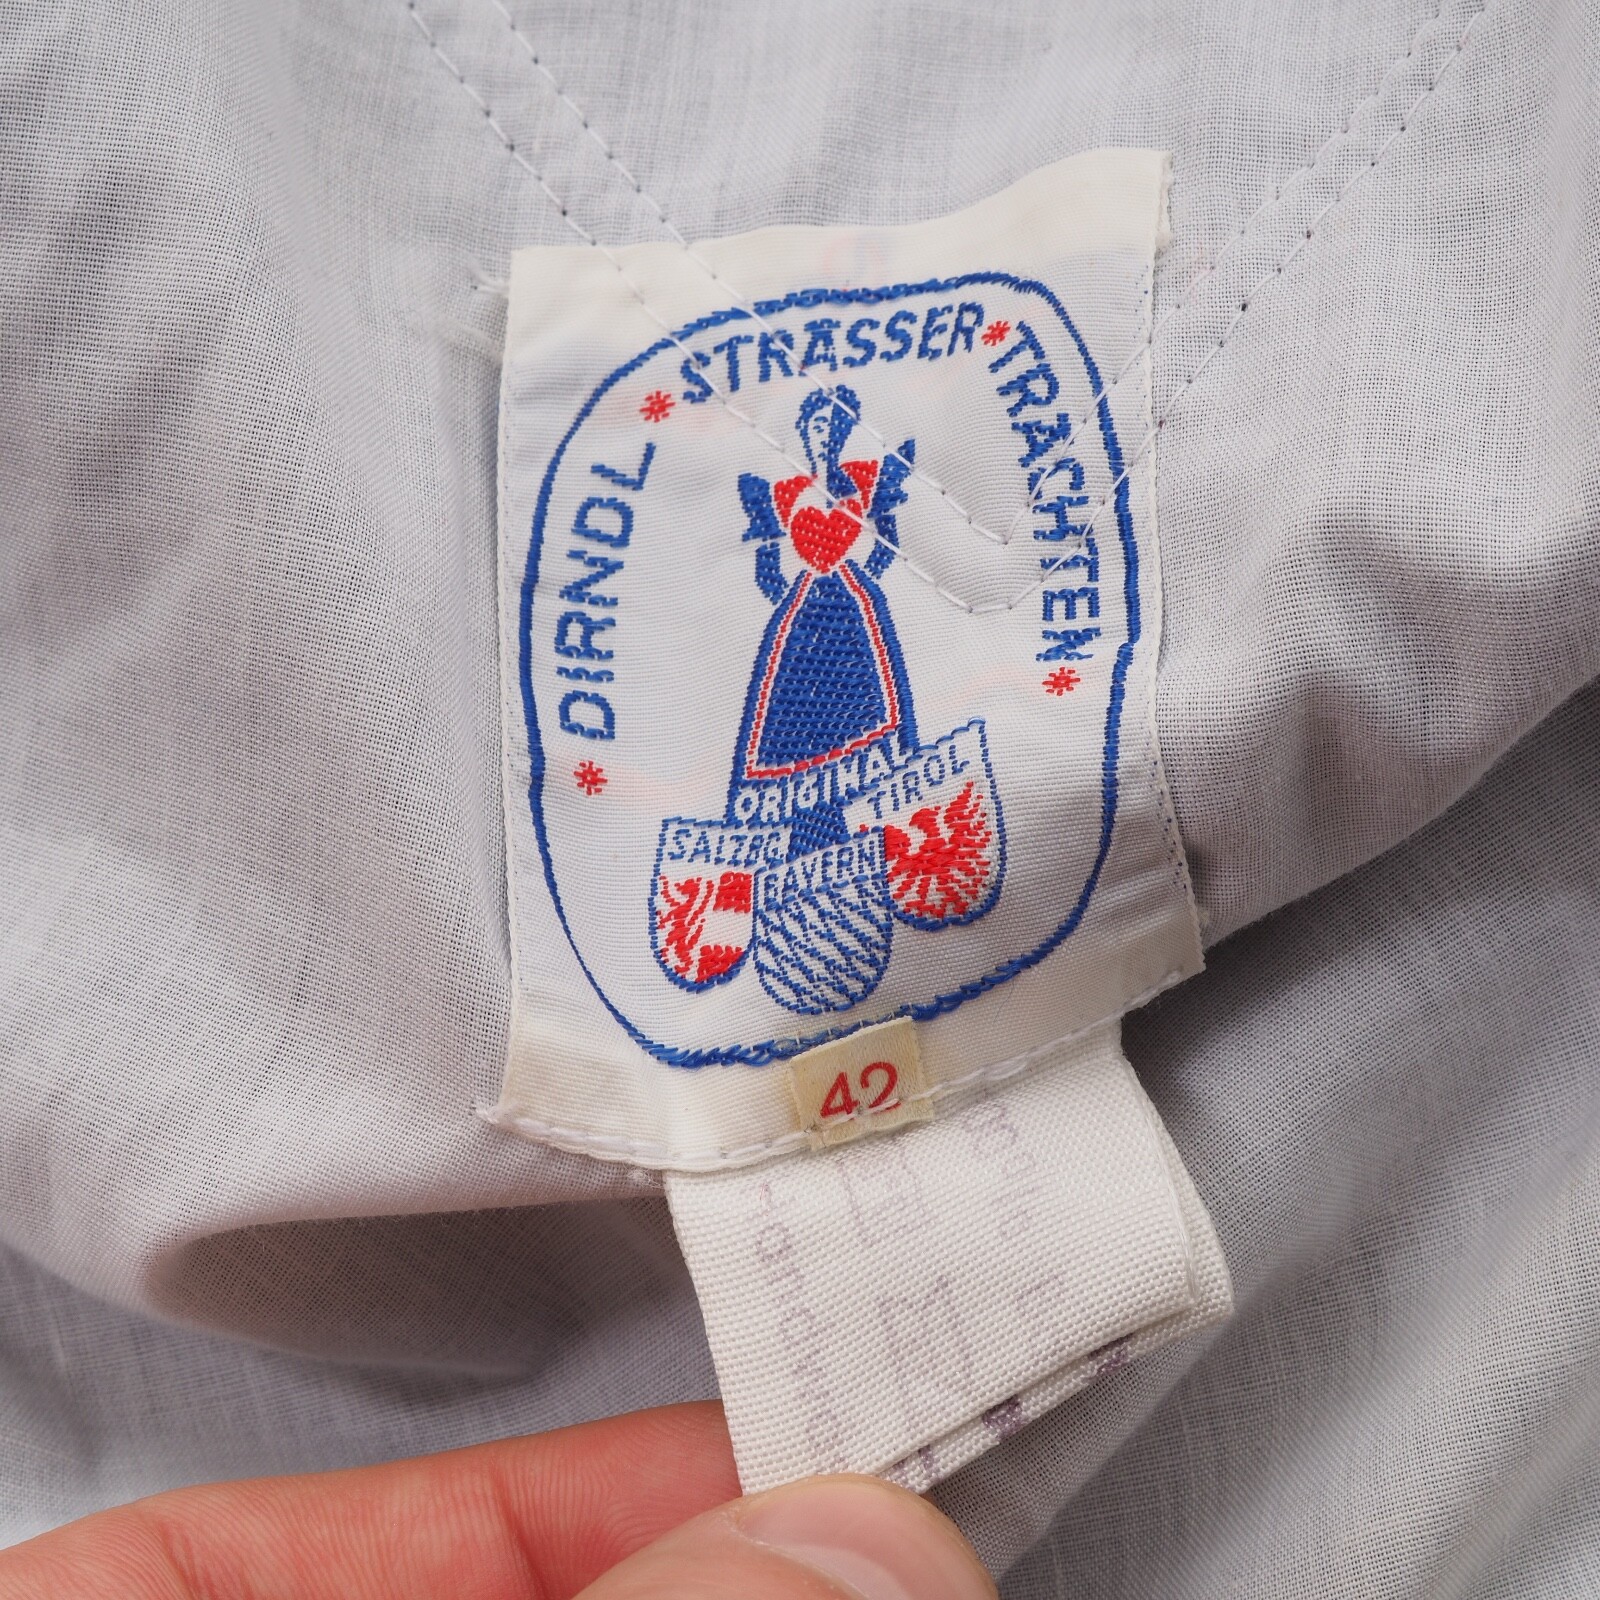 DIRNDL * STRASSER * TRACHTEN
ORIGINAL
SALZBG.
BAYERN
TIROL
42